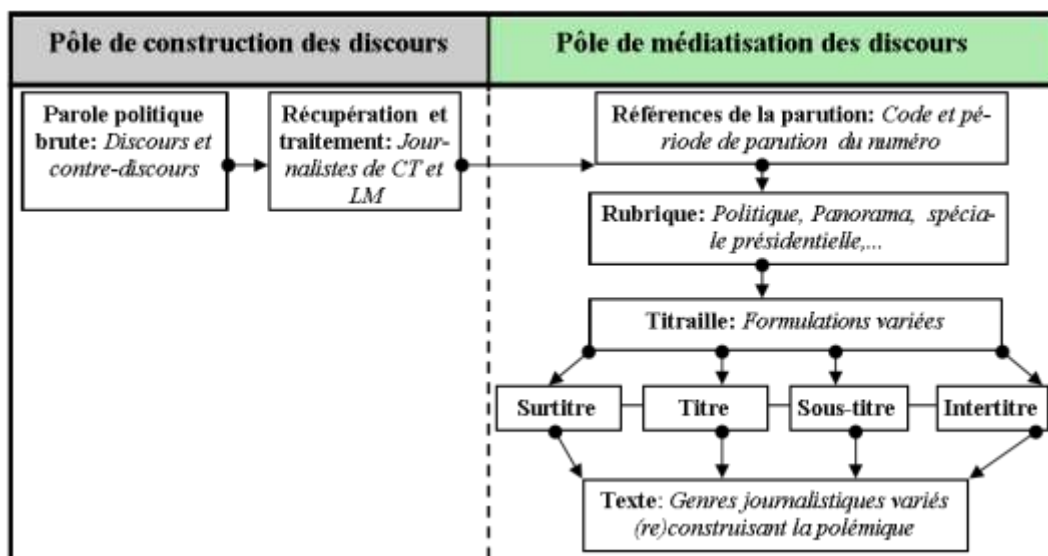 Pôle de construction des discours
Pôle de médiatisation des discours
Parole politique
brute: Discours et
contre-discours
Récupération et
traitement: Jour-
nalistes de CT et
LM
Références de la parution: Code et pé-
riode de parution du numéro
Rubrique: Politique, Panorama, spécia-
le présidentielle,...
Titraille: Formulations variées
Surtitre
Titre
Sous-titre
Intertitre
Texte: Genres journalistiques variés
(re)construisant la polémique